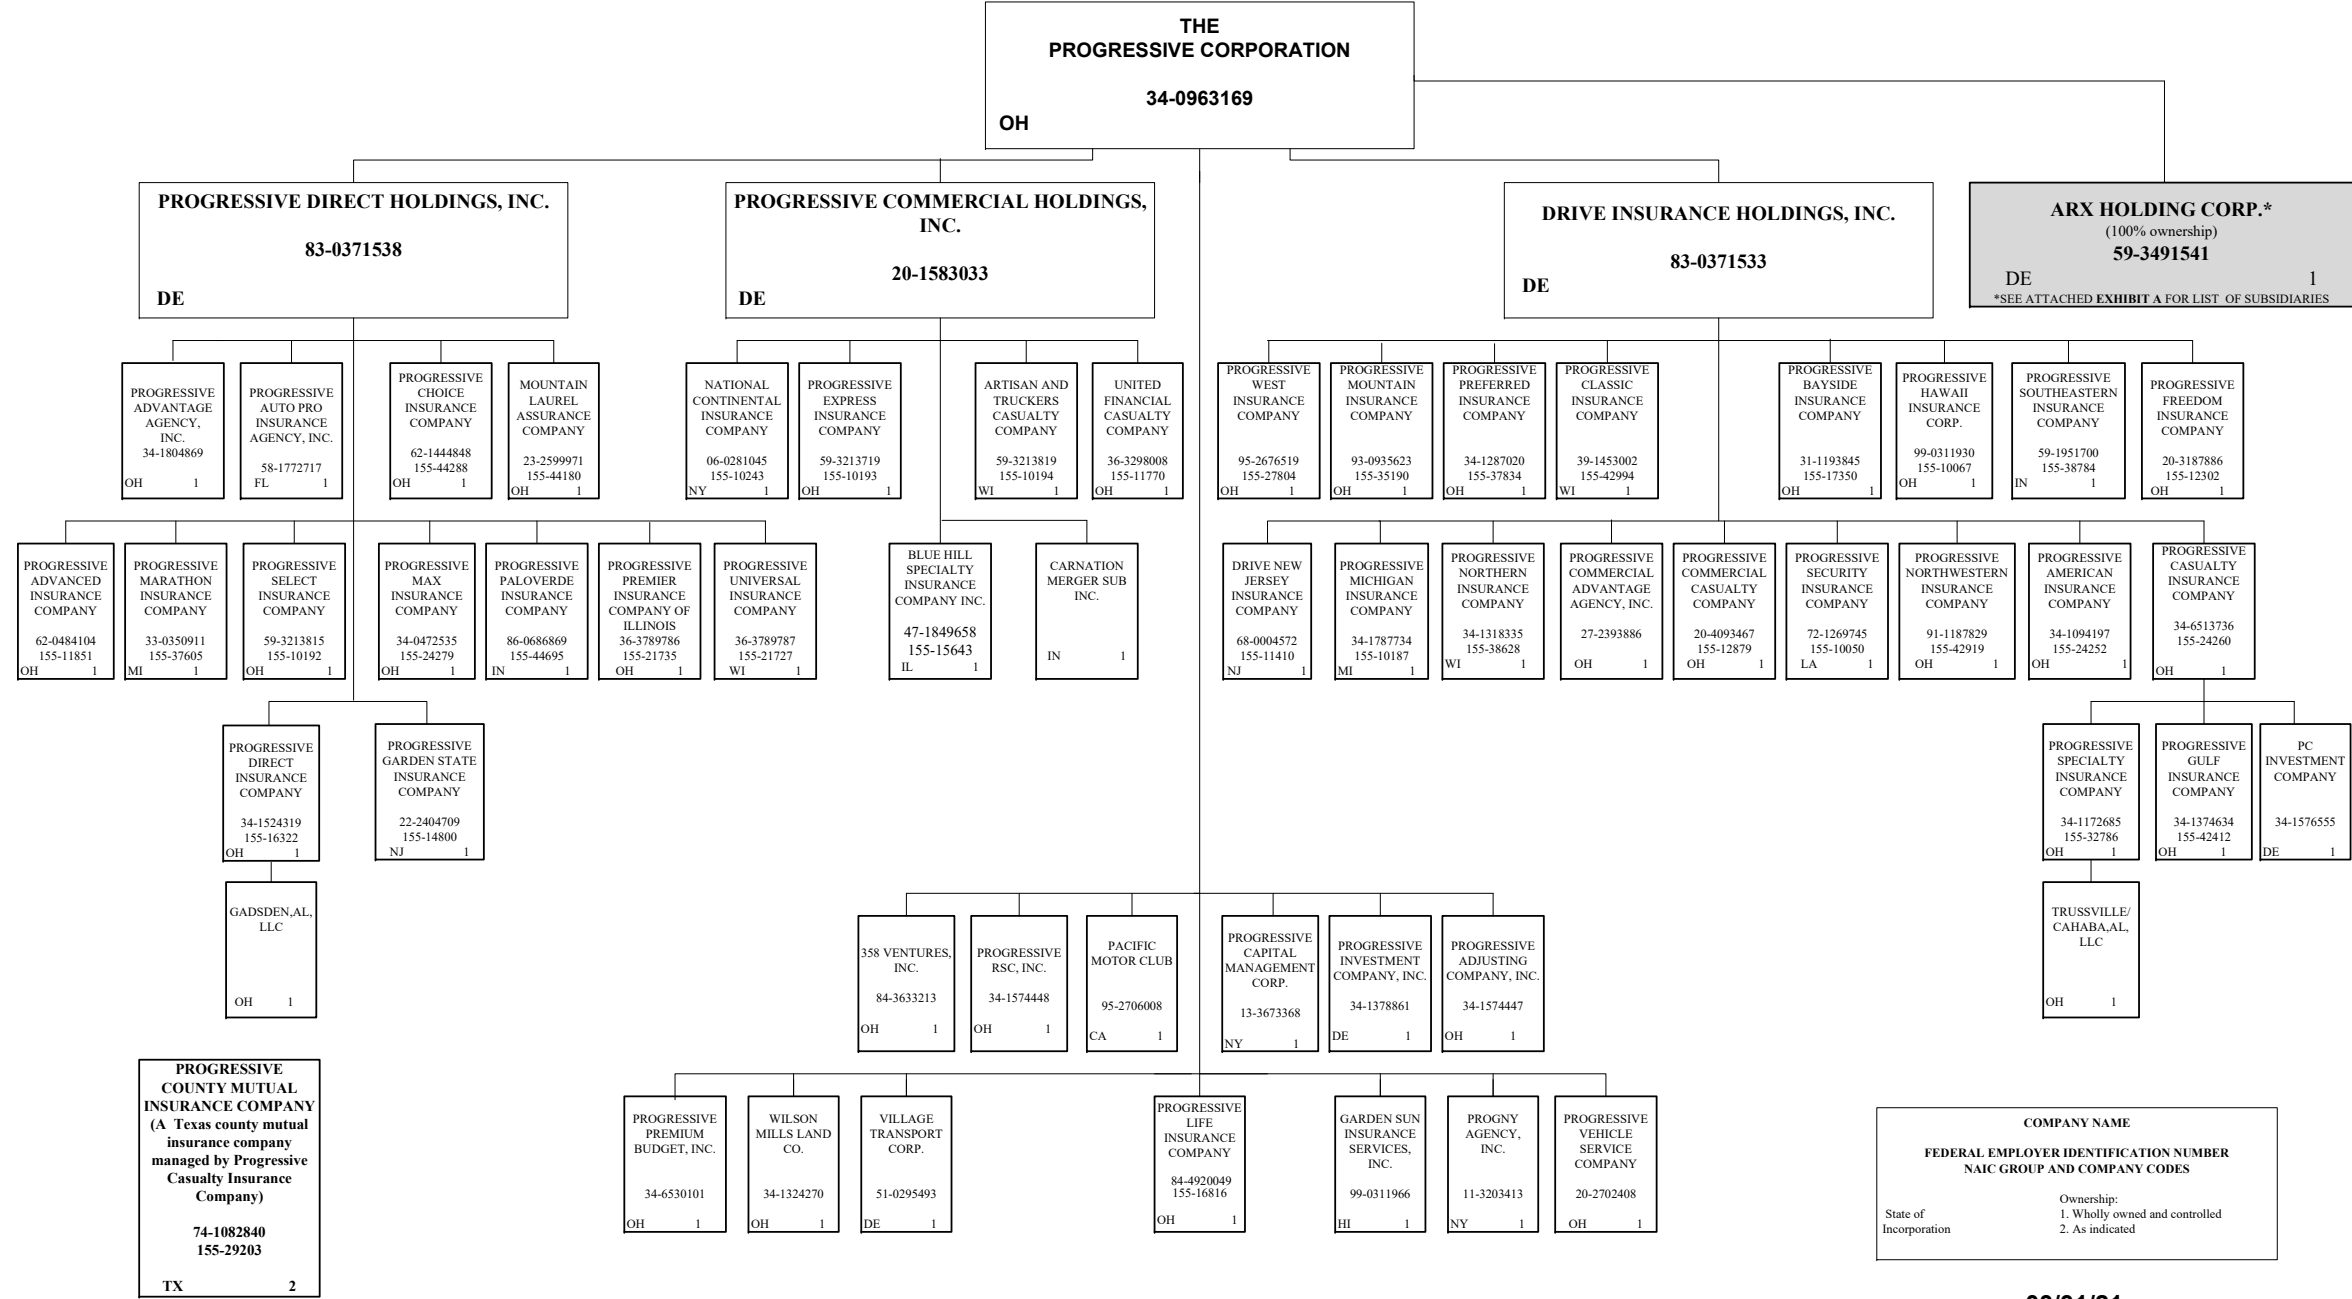 THE
PROGRESSIVE CORPORATION
34-0963169
OH
PROGRESSIVE DIRECT HOLDINGS, INC.
83-0371538
DE
PROGRESSIVE COMMERCIAL HOLDINGS,
INC.
20-1583033
DE
DRIVE INSURANCE HOLDINGS, INC.
83-0371533
DE
ARX HOLDING CORP.*
(100% ownership)
59-3491541
DE 1
*SEE ATTACHED EXHIBIT A FOR LIST OF SUBSIDIARIES
PROGRESSIVE
ADVANTAGE
AGENCY,
INC.
34-1804869
OH 1
PROGRESSIVE
AUTO PRO
INSURANCE
AGENCY, INC.
58-1772717
FL 1
PROGRESSIVE
CHOICE
INSURANCE
COMPANY
62-1444848
155-44288
OH 1
MOUNTAIN
LAUREL
ASSURANCE
COMPANY
23-2599971
155-44180
OH 1
NATIONAL
CONTINENTAL
INSURANCE
COMPANY
06-0281045
155-10243
NY 1
PROGRESSIVE
EXPRESS
INSURANCE
COMPANY
59-3213719
155-10193
OH 1
ARTISAN AND
TRUCKERS
CASUALTY
COMPANY
59-3213819
155-10194
WI 1
UNITED
FINANCIAL
CASUALTY
COMPANY
36-3298008
155-11770
OH 1
PROGRESSIVE
WEST
INSURANCE
COMPANY
95-2676519
155-27804
OH 1
PROGRESSIVE
MOUNTAIN
INSURANCE
COMPANY
93-0935623
155-35190
OH 1
PROGRESSIVE
PREFERRED
INSURANCE
COMPANY
34-1287020
155-37834
OH 1
PROGRESSIVE
CLASSIC
INSURANCE
COMPANY
39-1453002
155-42994
WI 1
PROGRESSIVE
BAYSIDE
INSURANCE
COMPANY
31-1193845
155-17350
OH 1
PROGRESSIVE
HAWAII
INSURANCE
CORP.
99-0311930
155-10067
OH 1
PROGRESSIVE
SOUTHEASTERN
INSURANCE
COMPANY
59-1951700
155-38784
IN 1
PROGRESSIVE
FREEDOM
INSURANCE
COMPANY
20-3187886
155-12302
OH 1
PROGRESSIVE
ADVANCED
INSURANCE
COMPANY
62-0484104
155-11851
OH 1
PROGRESSIVE
MARATHON
INSURANCE
COMPANY
33-0350911
155-37605
MI 1
PROGRESSIVE
SELECT
INSURANCE
COMPANY
59-3213815
155-10192
OH 1
PROGRESSIVE
MAX
INSURANCE
COMPANY
34-0472535
155-24279
OH 1
PROGRESSIVE
PALOVERDE
INSURANCE
COMPANY
86-0686869
155-44695
IN 1
PROGRESSIVE
PREMIER
INSURANCE
COMPANY OF
ILLINOIS
36-3789786
155-21735
OH 1
PROGRESSIVE
UNIVERSAL
INSURANCE
COMPANY
36-3789787
155-21727
WI 1
BLUE HILL
SPECIALTY
INSURANCE
COMPANY INC.
47-1849658
155-15643
IL 1
CARNATION
MERGER SUB
INC.
IN 1
DRIVE NEW
JERSEY
INSURANCE
COMPANY
68-0004572
155-11410
NJ 1
PROGRESSIVE
MICHIGAN
INSURANCE
COMPANY
34-1787734
155-10187
MI 1
PROGRESSIVE
NORTHERN
INSURANCE
COMPANY
34-1318335
155-38628
WI 1
PROGRESSIVE
COMMERCIAL
ADVANTAGE
AGENCY, INC.
27-2393886
OH 1
PROGRESSIVE
COMMERCIAL
CASUALTY
COMPANY
20-4093467
155-12879
OH 1
PROGRESSIVE
SECURITY
INSURANCE
COMPANY
72-1269745
155-10050
LA 1
PROGRESSIVE
NORTHWESTERN
INSURANCE
COMPANY
91-1187829
155-42919
OH 1
PROGRESSIVE
AMERICAN
INSURANCE
COMPANY
34-1094197
155-24252
OH 1
PROGRESSIVE
CASUALTY
INSURANCE
COMPANY
34-6513736
155-24260
OH 1
PROGRESSIVE
DIRECT
INSURANCE
COMPANY
34-1524319
155-16322
OH 1
PROGRESSIVE
GARDEN STATE
INSURANCE
COMPANY
22-2404709
155-14800
NJ 1
PROGRESSIVE
SPECIALTY
INSURANCE
COMPANY
34-1172685
155-32786
OH 1
PROGRESSIVE
GULF
INSURANCE
COMPANY
34-1374634
155-42412
OH 1
PC
INVESTMENT
COMPANY
34-1576555
DE 1
GADSDEN,AL,
LLC
OH 1
358 VENTURES,
INC.
84-3633213
OH 1
PROGRESSIVE
RSC, INC.
34-1574448
OH 1
PACIFIC
MOTOR CLUB
95-2706008
CA 1
PROGRESSIVE
CAPITAL
MANAGEMENT
CORP.
13-3673368
NY 1
PROGRESSIVE
INVESTMENT
COMPANY, INC.
34-1378861
DE 1
PROGRESSIVE
ADJUSTING
COMPANY, INC.
34-1574447
OH 1
TRUSSVILLE/
CAHABA,AL,
LLC
OH 1
PROGRESSIVE
COUNTY MUTUAL
INSURANCE COMPANY
(A Texas county mutual
insurance company
managed by Progressive
Casualty Insurance
Company)
74-1082840
155-29203
TX 2
PROGRESSIVE
PREMIUM
BUDGET, INC.
34-6530101
OH 1
WILSON
MILLS LAND
CO.
34-1324270
OH 1
VILLAGE
TRANSPORT
CORP.
51-0295493
DE 1
PROGRESSIVE
LIFE
INSURANCE
COMPANY
84-4920049
155-16816
OH 1
GARDEN SUN
INSURANCE
SERVICES,
INC.
99-0311966
HI 1
PROGNY
AGENCY,
INC.
11-3203413
NY 1
PROGRESSIVE
VEHICLE
SERVICE
COMPANY
20-2702408
OH 1
COMPANY NAME
FEDERAL EMPLOYER IDENTIFICATION NUMBER
NAIC GROUP AND COMPANY CODES
Ownership:
State of 1. Wholly owned and controlled
Incorporation 2. As indicated